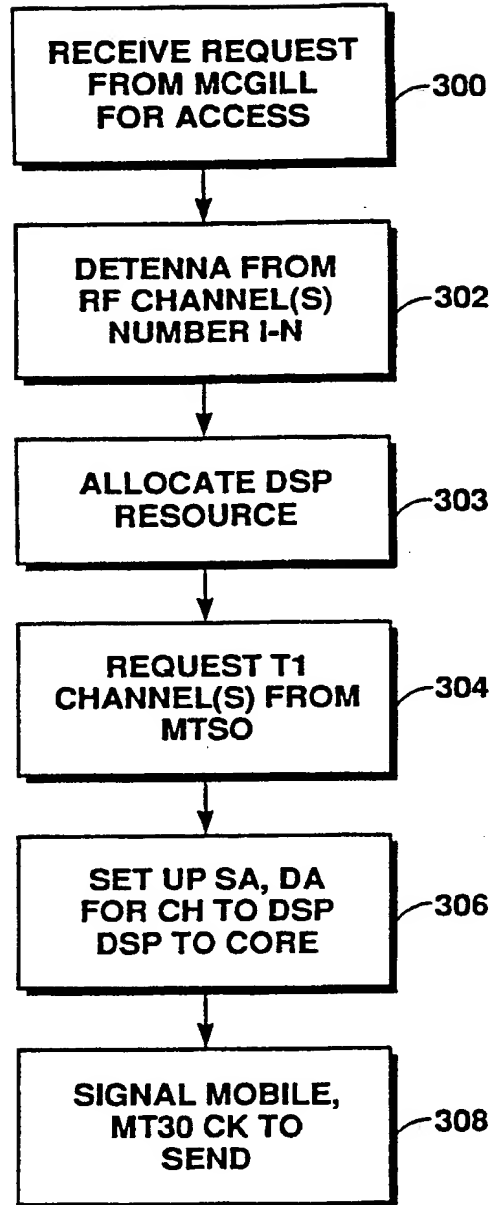 RECEIVE REQUEST
FROM MCGILL
FOR ACCESS
300
DETENNA FROM
RF CHANNEL(S)
NUMBER I-N
302
ALLOCATE DSP
RESOURCE
303
REQUEST T1
CHANNEL(S) FROM
MTSO
304
SET UP SA, DA
FOR CH TO DSP
DSP TO CORE
306
SIGNAL MOBILE,
MT30 CK TO
SEND
308